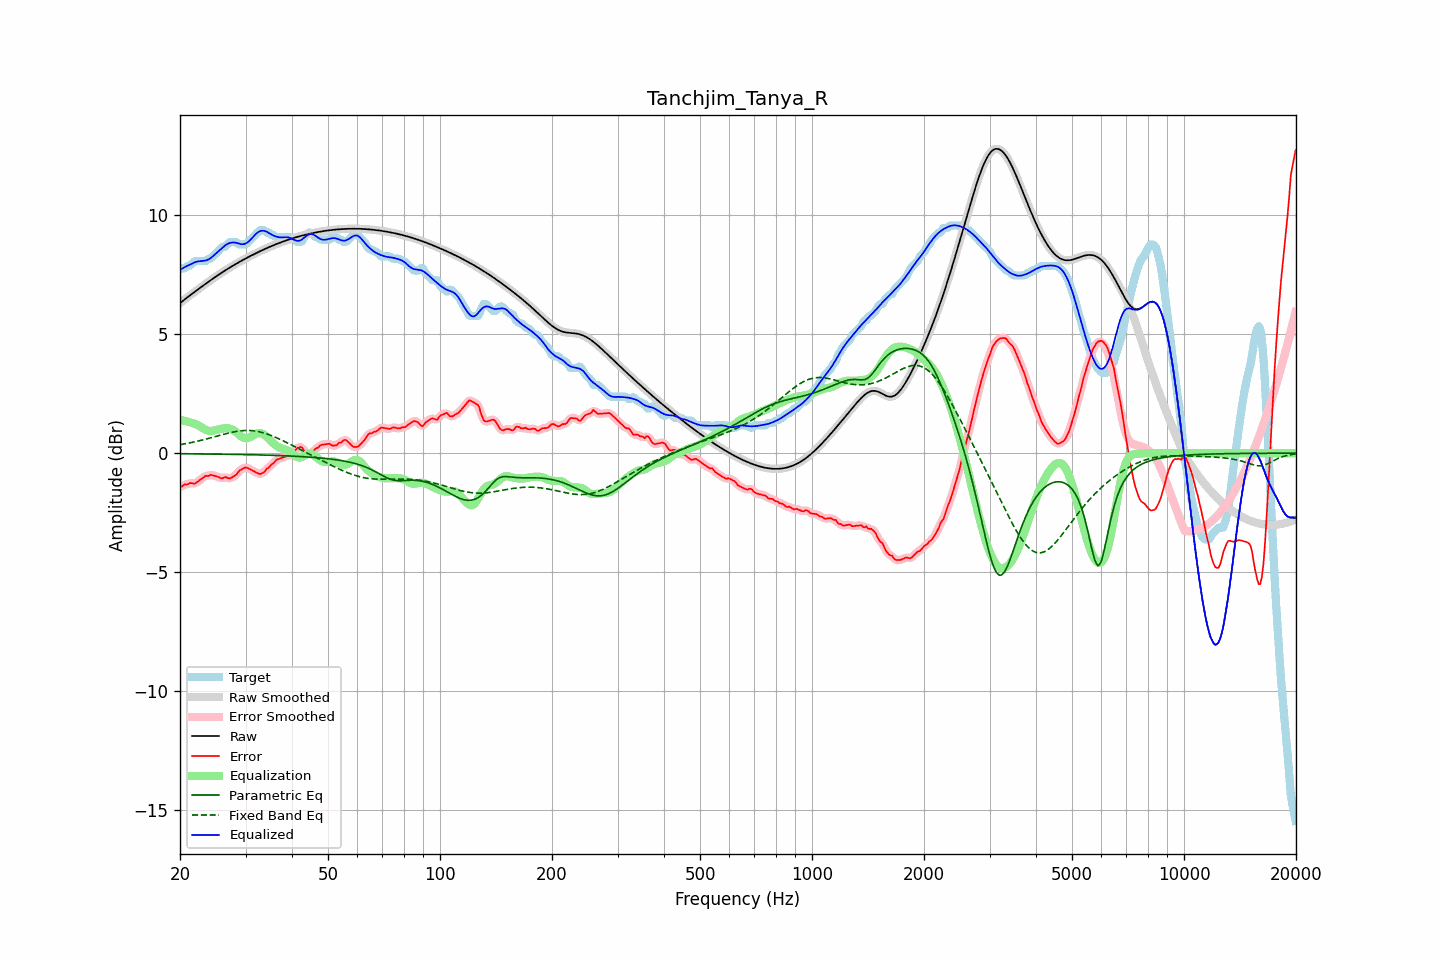 Tanchjim_Tanya_R
Amplitude (dBr)
10
5
0
−5
−10
−15
Target
Raw Smoothed
Error Smoothed
Raw
Error
Equalization
Parametric Eq
Fixed Band Eq
Equalized
20 50 100 200 500 1000 2000 5000 10000 20000
Frequency (Hz)